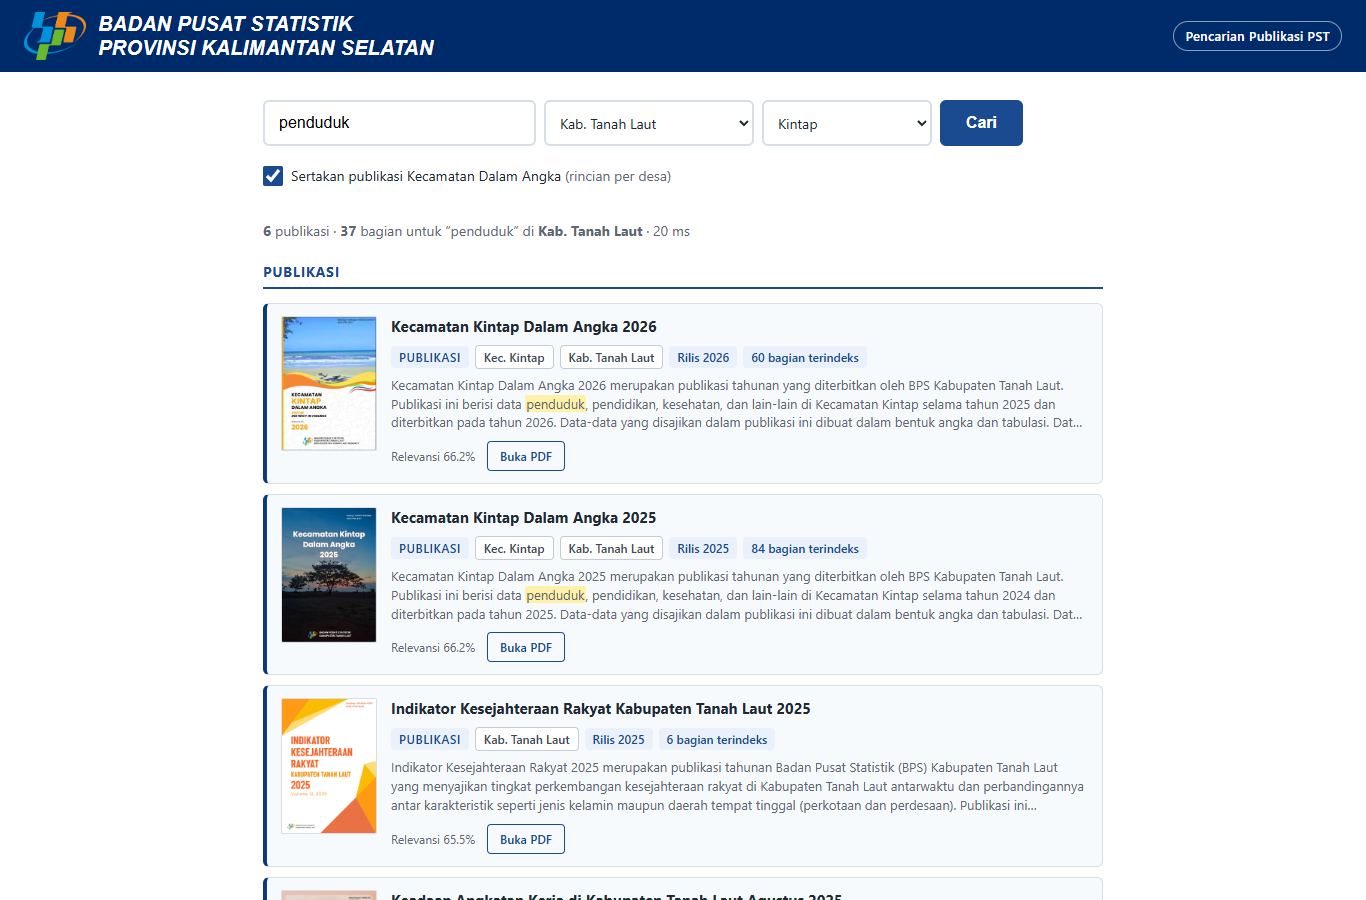 BADAN PUSAT STATISTIK
PROVINSI KALIMANTAN SELATAN
Pencarian Publikasi PST
penduduk
Kab. Tanah Laut
Kintap
Cari
Sertakan publikasi Kecamatan Dalam Angka (rincian per desa)
6 publikasi · 37 bagian untuk “penduduk” di Kab. Tanah Laut · 20 ms
PUBLIKASI
KECAMATAN
KINTAP
DALAM ANGKA
2026
Kecamatan Kintap Dalam Angka 2026
PUBLIKASI Kec. Kintap Kab. Tanah Laut Rilis 2026 60 bagian terindeks
Kecamatan Kintap Dalam Angka 2026 merupakan publikasi tahunan yang diterbitkan oleh BPS Kabupaten Tanah Laut.
Publikasi ini berisi data penduduk, pendidikan, kesehatan, dan lain-lain di Kecamatan Kintap selama tahun 2025 dan
diterbitkan pada tahun 2026. Data-data yang disajikan dalam publikasi ini dibuat dalam bentuk angka dan tabulasi. Dat...
Relevansi 66.2% Buka PDF
Kecamatan Kintap
Dalam Angka
2025
Kecamatan Kintap Dalam Angka 2025
PUBLIKASI Kec. Kintap Kab. Tanah Laut Rilis 2025 84 bagian terindeks
Kecamatan Kintap Dalam Angka 2025 merupakan publikasi tahunan yang diterbitkan oleh BPS Kabupaten Tanah Laut.
Publikasi ini berisi data penduduk, pendidikan, kesehatan, dan lain-lain di Kecamatan Kintap selama tahun 2024 dan
diterbitkan pada tahun 2025. Data-data yang disajikan dalam publikasi ini dibuat dalam bentuk angka dan tabulasi. Dat...
Relevansi 66.2% Buka PDF
INDIKATOR
KESEJAHTERAAN
RAKYAT
KABUPATEN TANAH LAUT
2025
Indikator Kesejahteraan Rakyat Kabupaten Tanah Laut 2025
PUBLIKASI Kab. Tanah Laut Rilis 2025 6 bagian terindeks
Indikator Kesejahteraan Rakyat 2025 merupakan publikasi tahunan Badan Pusat Statistik (BPS) Kabupaten Tanah Laut
yang menyajikan tingkat perkembangan kesejahteraan rakyat di Kabupaten Tanah Laut antarwaktu dan perbandingannya
antar karakteristik seperti jenis kelamin maupun daerah tempat tinggal (perkotaan dan perdesaan). Publikasi ini...
Relevansi 65.5% Buka PDF
Keadaan Angkatan Kerja di Kabupaten Tanah Laut Agustus 2025